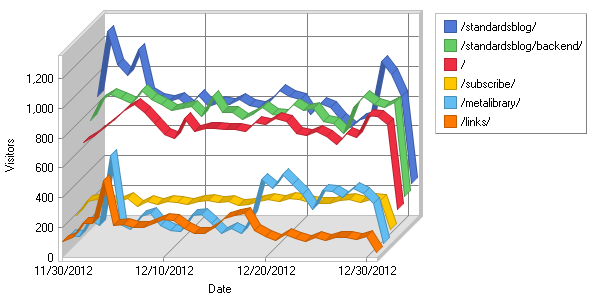 /standardsblog/
/standardsblog/backend/
/
/subscribe/
/metalibrary/
/links/
Visitors
1,200
1,000
800
600
400
200
0
11/30/2012 12/10/2012 12/20/2012 12/30/2012
Date